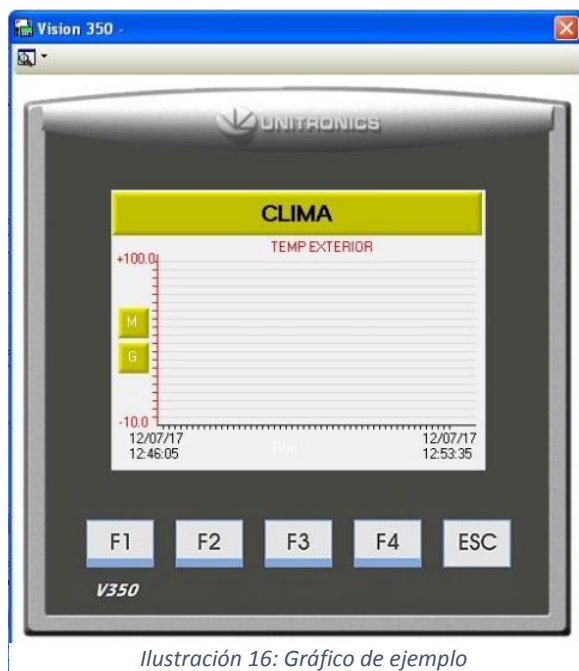 Vision 350 -
UNITRONICS
CLIMA
TEMP EXTERIOR
+100.0
M
G
-10.0
12/07/17
12:46:05
Run
12/07/17
12:53:35
F1
F2
F3
F4
ESC
V350
Ilustración 16: Gráfico de ejemplo